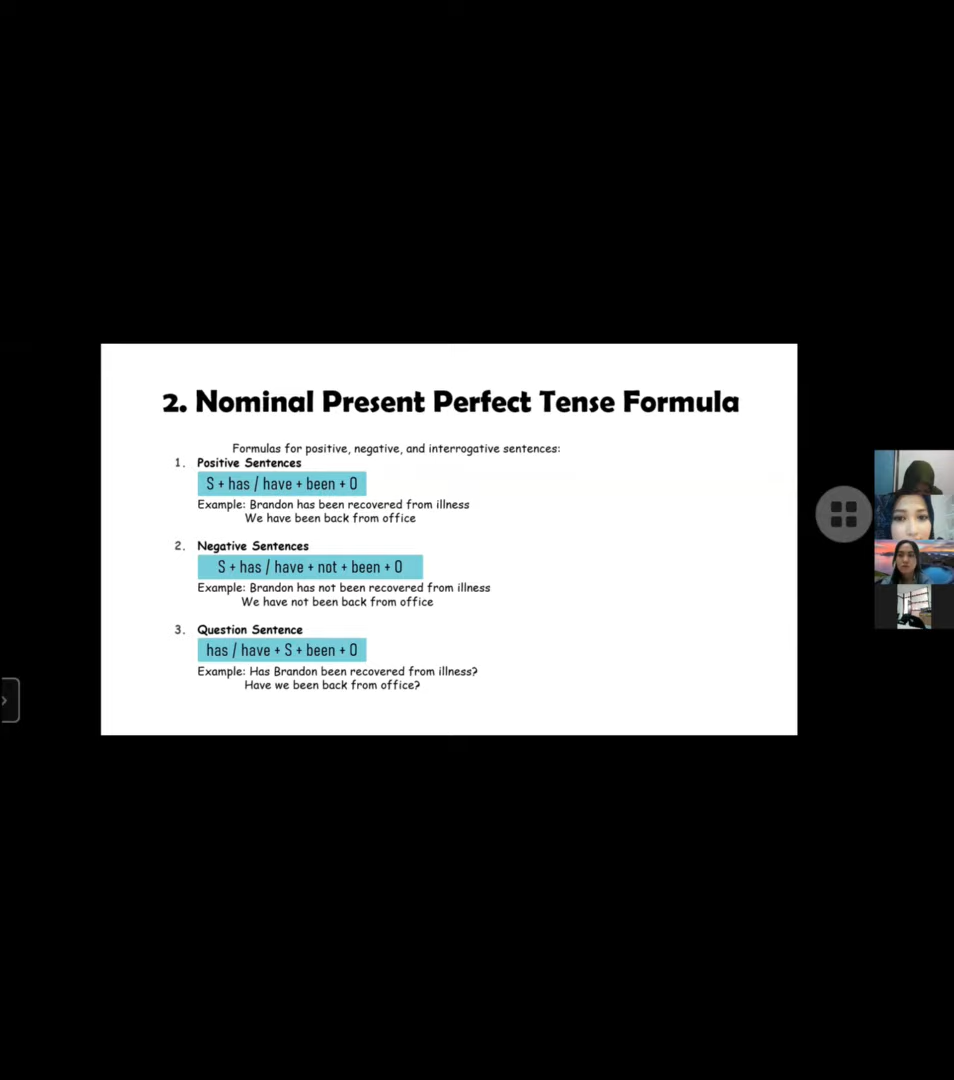 2. Nominal Present Perfect Tense Formula
Formulas for positive, negative, and interrogative sentences:
1. Positive Sentences
S + has / have + been + O
Example: Brandon has been recovered from illness
We have been back from office
2. Negative Sentences
S + has / have + not + been + O
Example: Brandon has not been recovered from illness
We have not been back from office
3. Question Sentence
has / have + S + been + O
Example: Has Brandon been recovered from illness?
Have we been back from office?